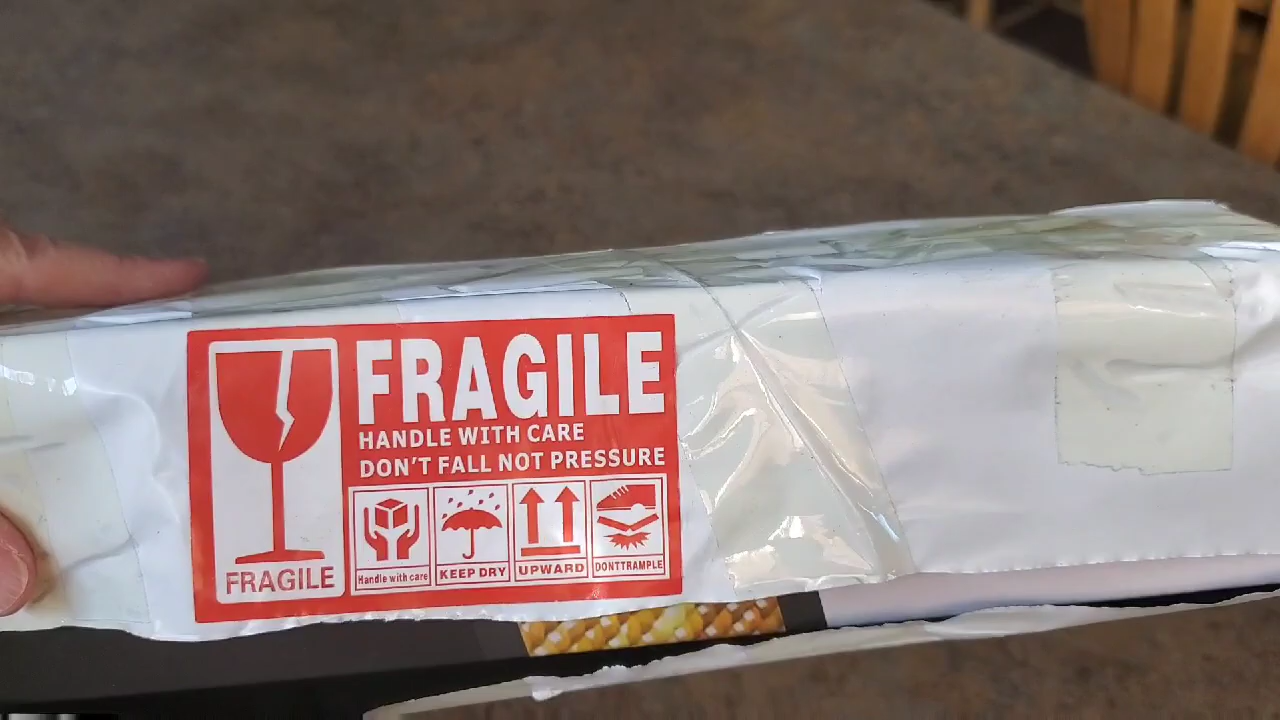 FRAGILE
HANDLE WITH CARE
DON'T FALL NOT PRESSURE
FRAGILE
Handle with care
KEEP DRY
UPWARD
DONTTRAMPLE